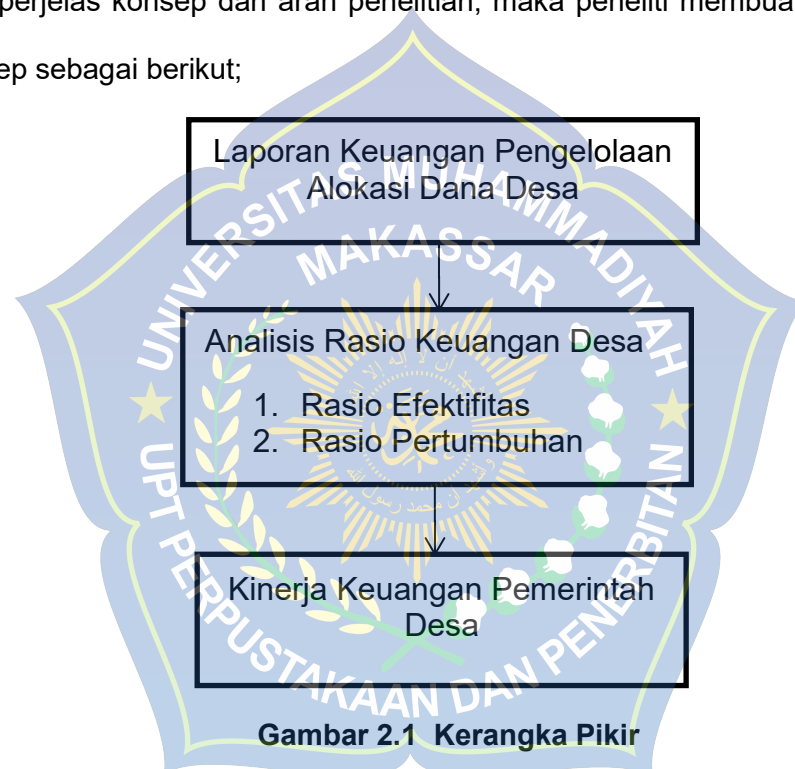 perjelas konsep dan arah penelitian, maka peneliti membua
ep sebagai berikut;
Laporan Keuangan Pengelolaan
Alokasi Dana Desa
UNIVERSITAS MUHAMMADIYAH
MAKASSAR
Analisis Rasio Keuangan Desa
1. Rasio Efektifitas
2. Rasio Pertumbuhan
Kinerja Keuangan Pemerintah
Desa
UPT PERPUSTAKAAN DAN PENERBITAN
Gambar 2.1 Kerangka Pikir